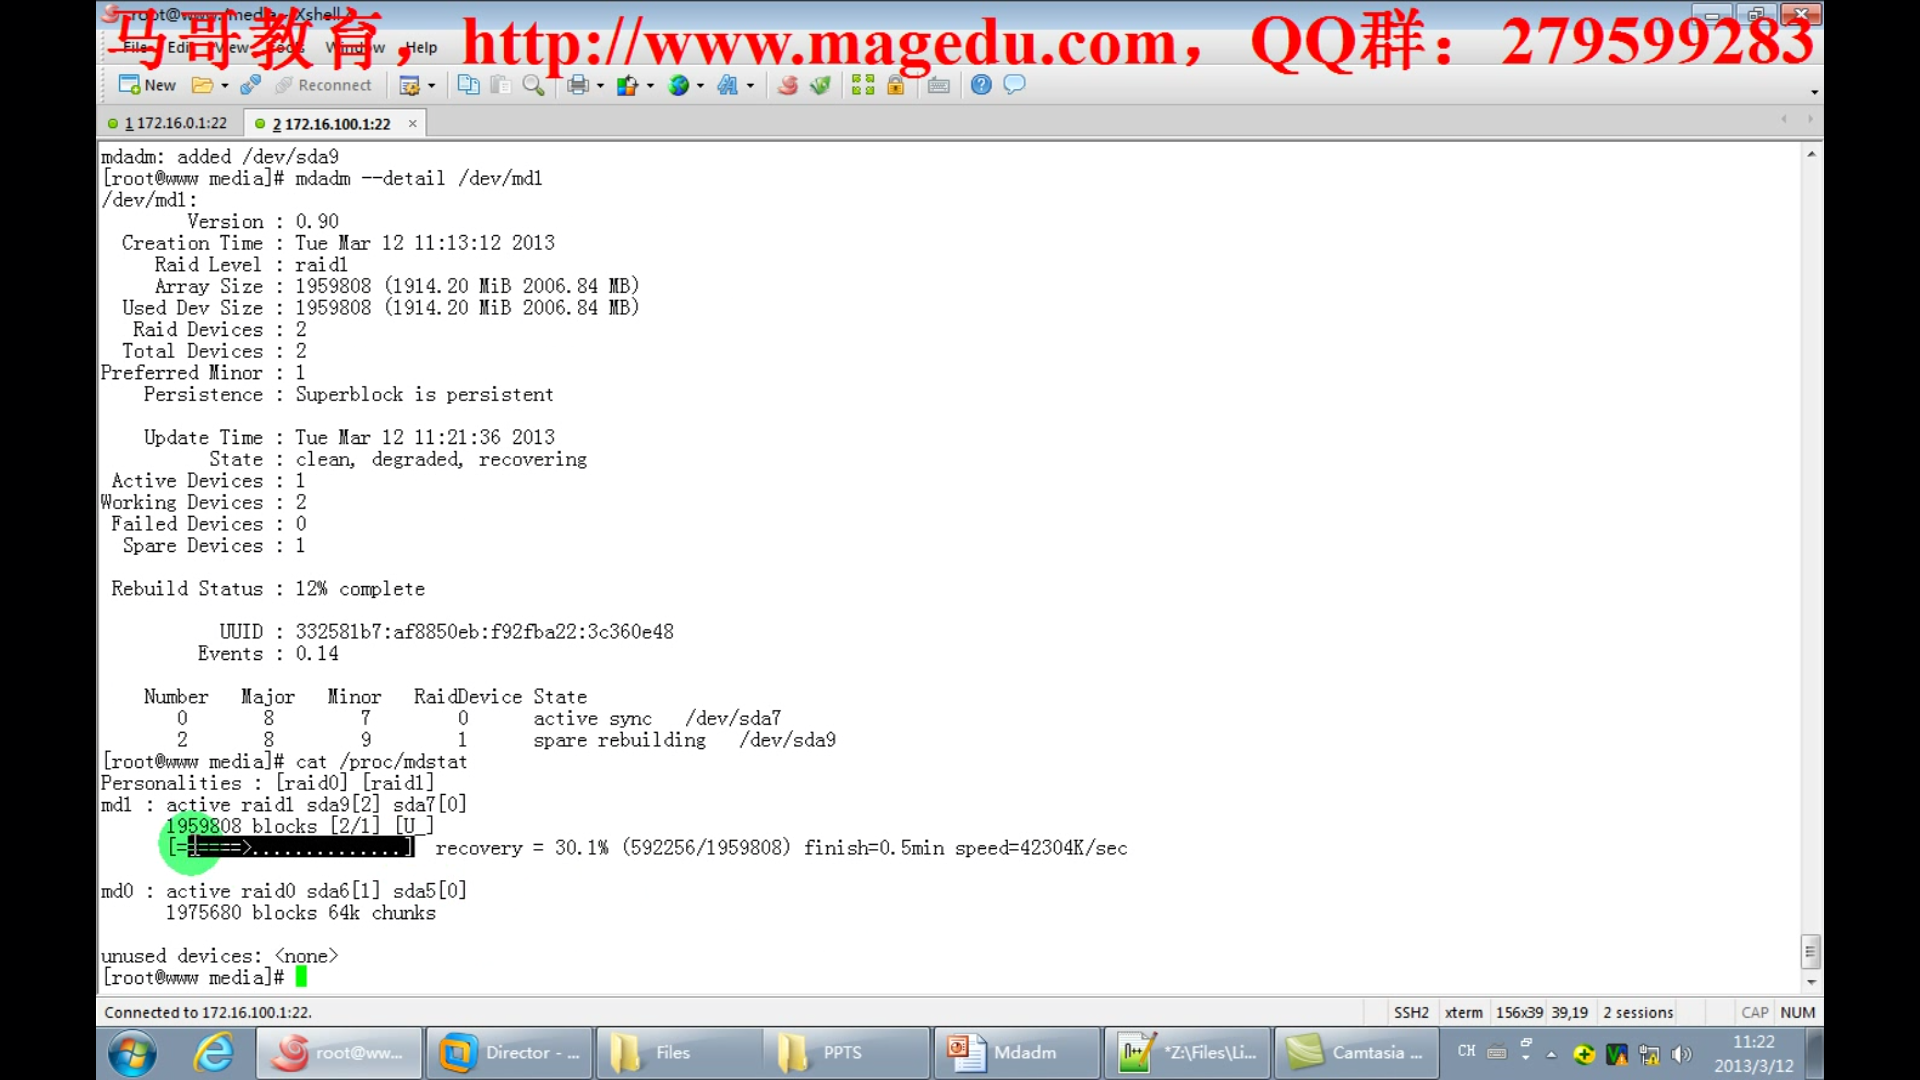 马哥教育，http://www.magedu.com，QQ群：279599283
root@www:/media - Xshell
File Edit View Tools Window Help
New Reconnect
1 172.16.0.1:22 2 172.16.100.1:22
mdadm: added /dev/sda9
[root@www media]# mdadm --detail /dev/md1
/dev/md1:
Version : 0.90
Creation Time : Tue Mar 12 11:13:12 2013
Raid Level : raid1
Array Size : 1959808 (1914.20 MiB 2006.84 MB)
Used Dev Size : 1959808 (1914.20 MiB 2006.84 MB)
Raid Devices : 2
Total Devices : 2
Preferred Minor : 1
Persistence : Superblock is persistent
Update Time : Tue Mar 12 11:21:36 2013
State : clean, degraded, recovering
Active Devices : 1
Working Devices : 2
Failed Devices : 0
Spare Devices : 1
Rebuild Status : 12% complete
UUID : 332581b7:af8850eb:f92fba22:3c360e48
Events : 0.14
Number Major Minor RaidDevice State
0 8 7 0 active sync /dev/sda7
2 8 9 1 spare rebuilding /dev/sda9
[root@www media]# cat /proc/mdstat
Personalities : [raid0] [raid1]
md1 : active raid1 sda9[2] sda7[0]
1959808 blocks [2/1] [U_]
[======>..............] recovery = 30.1% (592256/1959808) finish=0.5min speed=42304K/sec
md0 : active raid0 sda6[1] sda5[0]
1975680 blocks 64k chunks
unused devices: <none>
[root@www media]#
Connected to 172.16.100.1:22. SSH2 xterm 156x39 39,19 2 sessions CAP NUM
root@ww... Director - ... Files PPTS Mdadm *Z:\Files\Li... Camtasia ... CH 11:22
2013/3/12